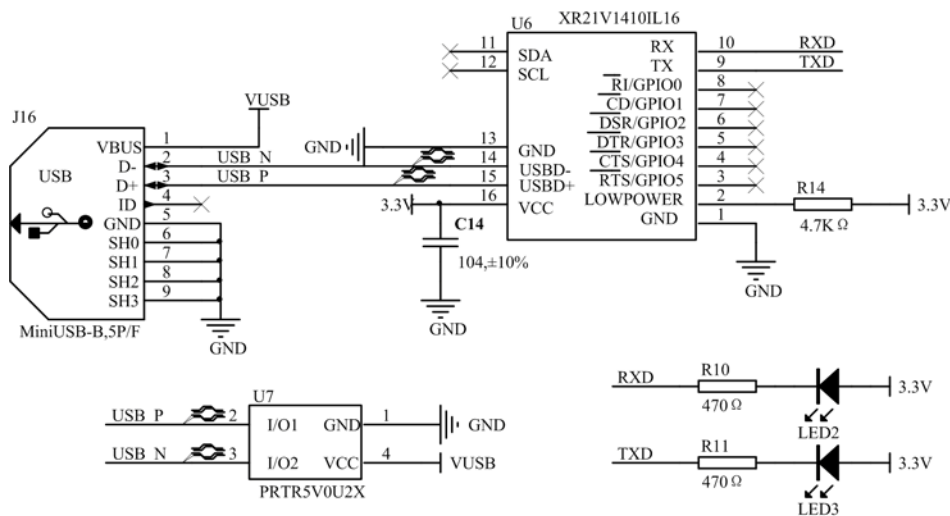 U6 XR21V1410IL16
11 SDA RX 10 RXD
12 SCL TX 9 TXD
RI/GPIO0 8
CD/GPIO1 7
DSR/GPIO2 6
DTR/GPIO3 5
CTS/GPIO4 4
RTS/GPIO5 3
GND 13 GND
14 USBD-
15 USBD+
3.3V 16 VCC
LOWPOWER 2 R14 3.3V
4.7K Ω
GND 1
GND
C14
104,±10%
GND
VUSB
J16
USB
VBUS 1
D- 2 USB N
D+ 3 USB P
ID 4
GND 5
SH0 6
SH1 7
SH2 8
SH3 9
MiniUSB-B,5P/F
GND
U7
USB P 2 I/O1 GND 1 GND
USB N 3 I/O2 VCC 4 VUSB
PRTR5V0U2X
RXD R10 3.3V
470 Ω LED2
TXD R11 3.3V
470 Ω LED3